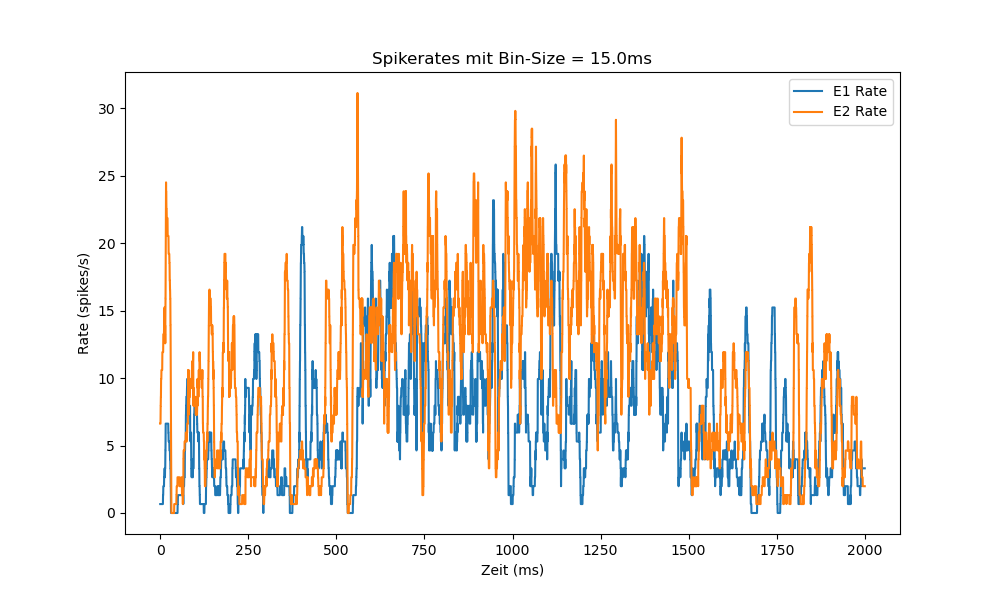 Spikerates mit Bin-Size = 15.0ms
E1 Rate
E2 Rate
Rate (spikes/s)
30
25
20
15
10
5
0
0 250 500 750 1000 1250 1500 1750 2000
Zeit (ms)